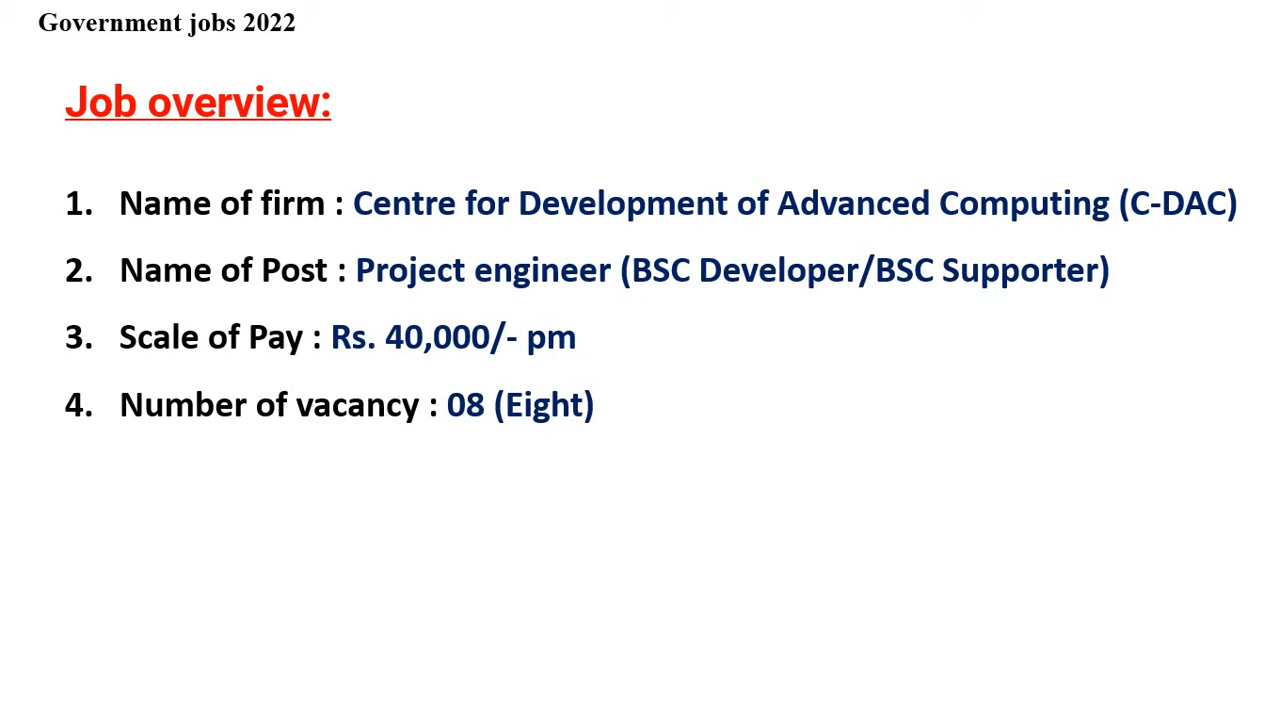 Government jobs 2022
Job overview:
1. Name of firm : Centre for Development of Advanced Computing (C-DAC)
2. Name of Post : Project engineer (BSC Developer/BSC Supporter)
3. Scale of Pay : Rs. 40,000/- pm
4. Number of vacancy : 08 (Eight)